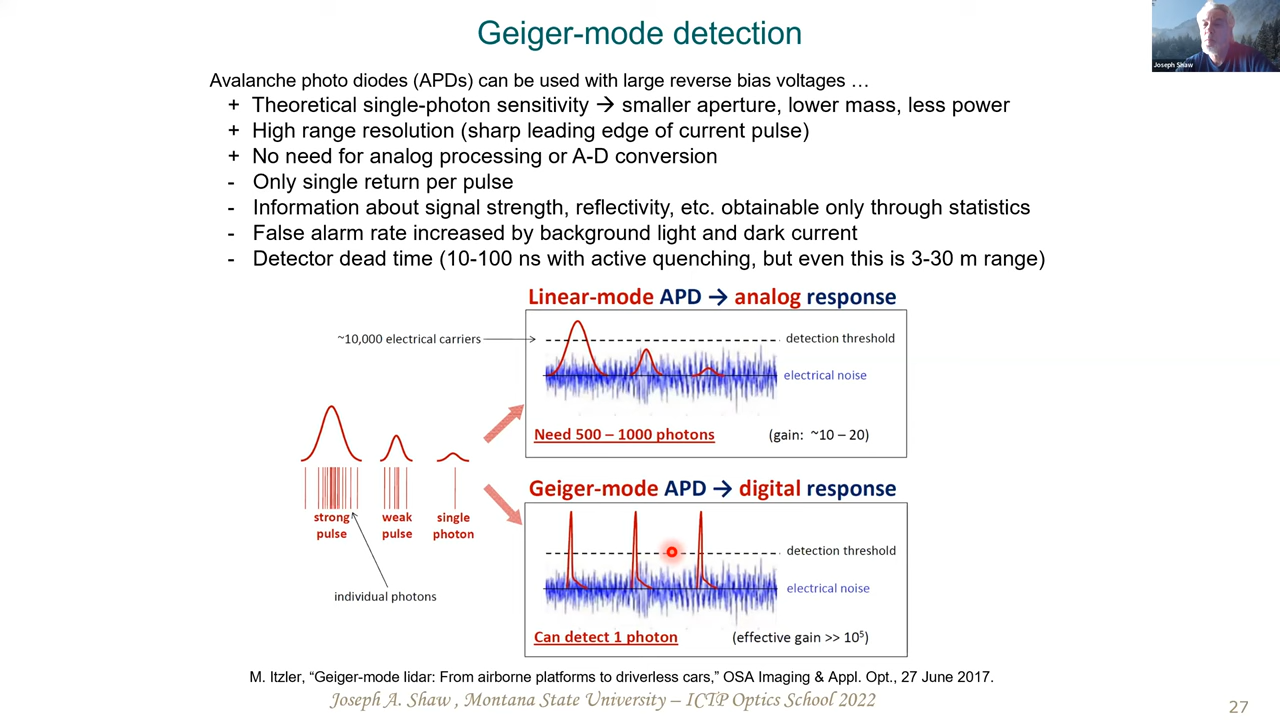 Geiger-mode detection
Joseph Shaw
Avalanche photo diodes (APDs) can be used with large reverse bias voltages …
+ Theoretical single-photon sensitivity → smaller aperture, lower mass, less power
+ High range resolution (sharp leading edge of current pulse)
+ No need for analog processing or A-D conversion
- Only single return per pulse
- Information about signal strength, reflectivity, etc. obtainable only through statistics
- False alarm rate increased by background light and dark current
- Detector dead time (10-100 ns with active quenching, but even this is 3-30 m range)
Linear-mode APD → analog response
~10,000 electrical carriers
detection threshold
electrical noise
Need 500 – 1000 photons (gain: ~10 – 20)
strong pulse
weak pulse
single photon
individual photons
Geiger-mode APD → digital response
detection threshold
electrical noise
Can detect 1 photon (effective gain >> 10⁵)
M. Itzler, “Geiger-mode lidar: From airborne platforms to driverless cars,” OSA Imaging & Appl. Opt., 27 June 2017.
Joseph A. Shaw , Montana State University – ICTP Optics School 2022
27